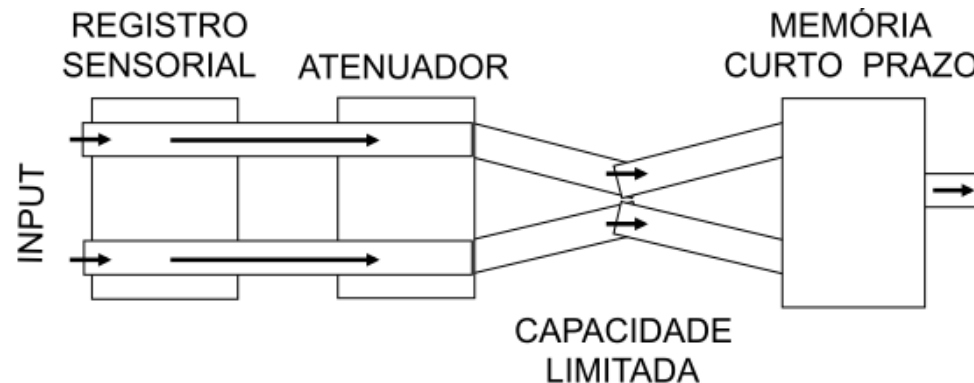 REGISTRO
SENSORIAL
ATENUADOR
MEMÓRIA
CURTO PRAZO
INPUT
CAPACIDADE
LIMITADA